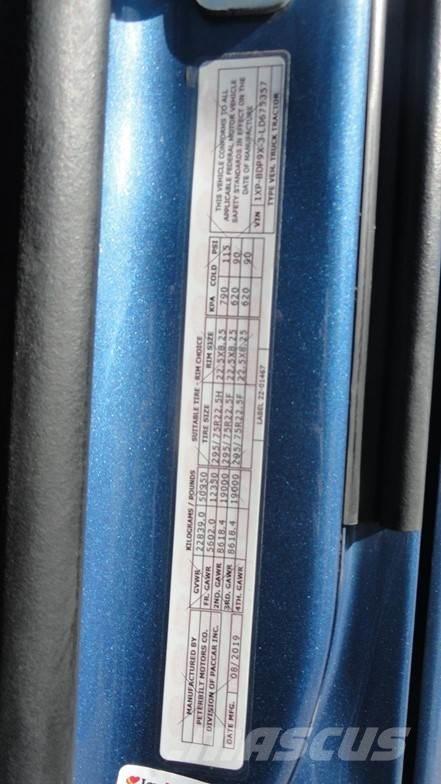 MANUFACTURED BY
PETERBILT MOTORS CO.
DIVISION OF PACCAR INC.
DATE MFG. 08/2019
KILOGRAMS / POUNDS
GVWR 22839.0 50350
FR. GAWR 5602.0 12350
2ND. GAWR 8618.4 19000
3RD. GAWR 8618.4 19000
4TH. GAWR
SUITABLE TIRE - RIM CHOICE
TIRE SIZE RIM SIZE KPA COLD PSI
295/75R22.5H 22.5X8.25 790 115
295/75R22.5F 22.5X8.25 620 90
295/75R22.5F 22.5X8.25 620 90
LABEL 22-01467
THIS VEHICLE CONFORMS TO ALL
APPLICABLE FEDERAL MOTOR VEHICLE
SAFETY STANDARDS IN EFFECT ON THE
DATE OF MANUFACTURE
VIN 1XP-BDP9X-3-LD675357
TYPE VEH. TRUCK TRACTOR
MASCUS